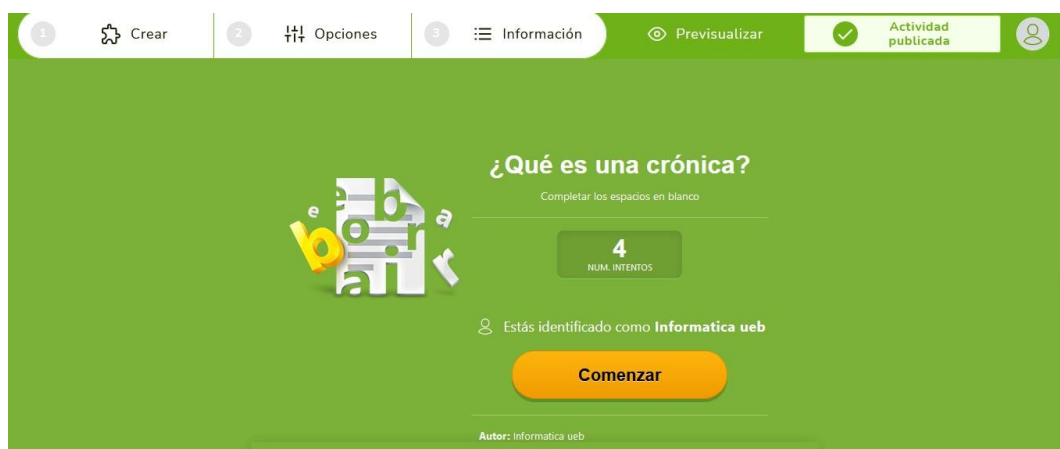 1 Crear 2 Opciones 3 Información Previsualizar Actividad publicada
¿Qué es una crónica?
Completar los espacios en blanco
4
NUM. INTENTOS
Estás identificado como Informatica ueb
Comenzar
Autor: Informatica ueb